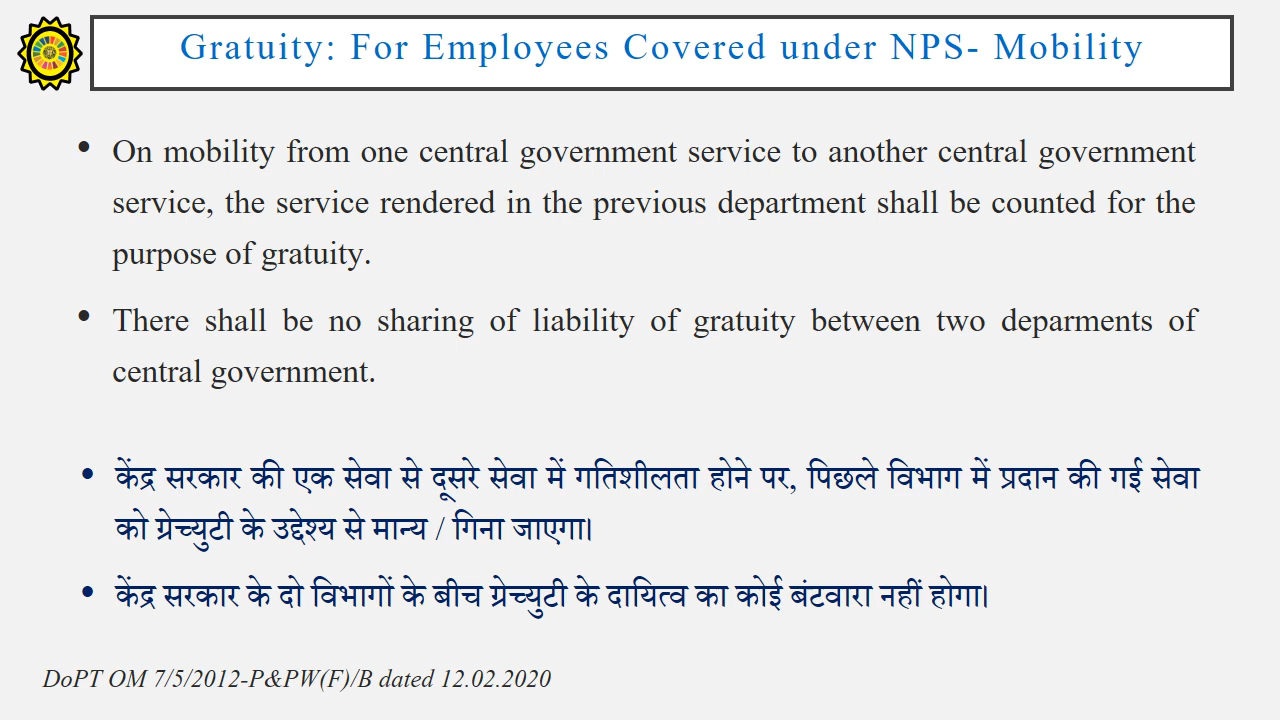 Gratuity: For Employees Covered under NPS- Mobility
• On mobility from one central government service to another central government
service, the service rendered in the previous department shall be counted for the
purpose of gratuity.
• There shall be no sharing of liability of gratuity between two deparments of
central government.
• केंद्र सरकार की एक सेवा से दूसरे सेवा में गतिशीलता होने पर, पिछले विभाग में प्रदान की गई सेवा
को ग्रेच्युटी के उद्देश्य से मान्य / गिना जाएगा।
• केंद्र सरकार के दो विभागों के बीच ग्रेच्युटी के दायित्व का कोई बंटवारा नहीं होगा।
DoPT OM 7/5/2012-P&PW(F)/B dated 12.02.2020